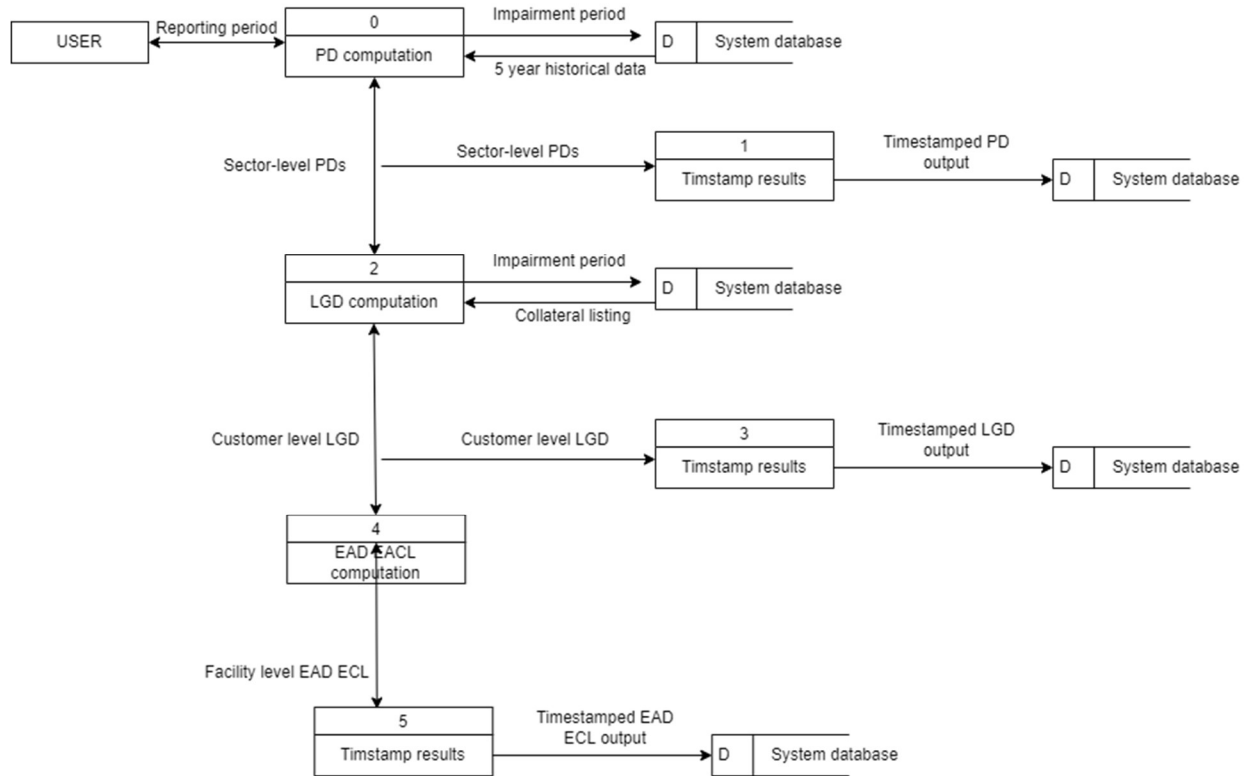 0
Impairment period
USER
Reporting period
PD computation
D
System database
5 year historical data
Sector-level PDs
Sector-level PDs
1
Timstamp results
Timestamped PD
output
D
System database
2
Impairment period
LGD computation
D
System database
Collateral listing
Customer level LGD
Customer level LGD
3
Timstamp results
Timestamped LGD
output
D
System database
4
EAD EACL
computation
Facility level EAD ECL
5
Timstamp results
Timestamped EAD
ECL output
D
System database